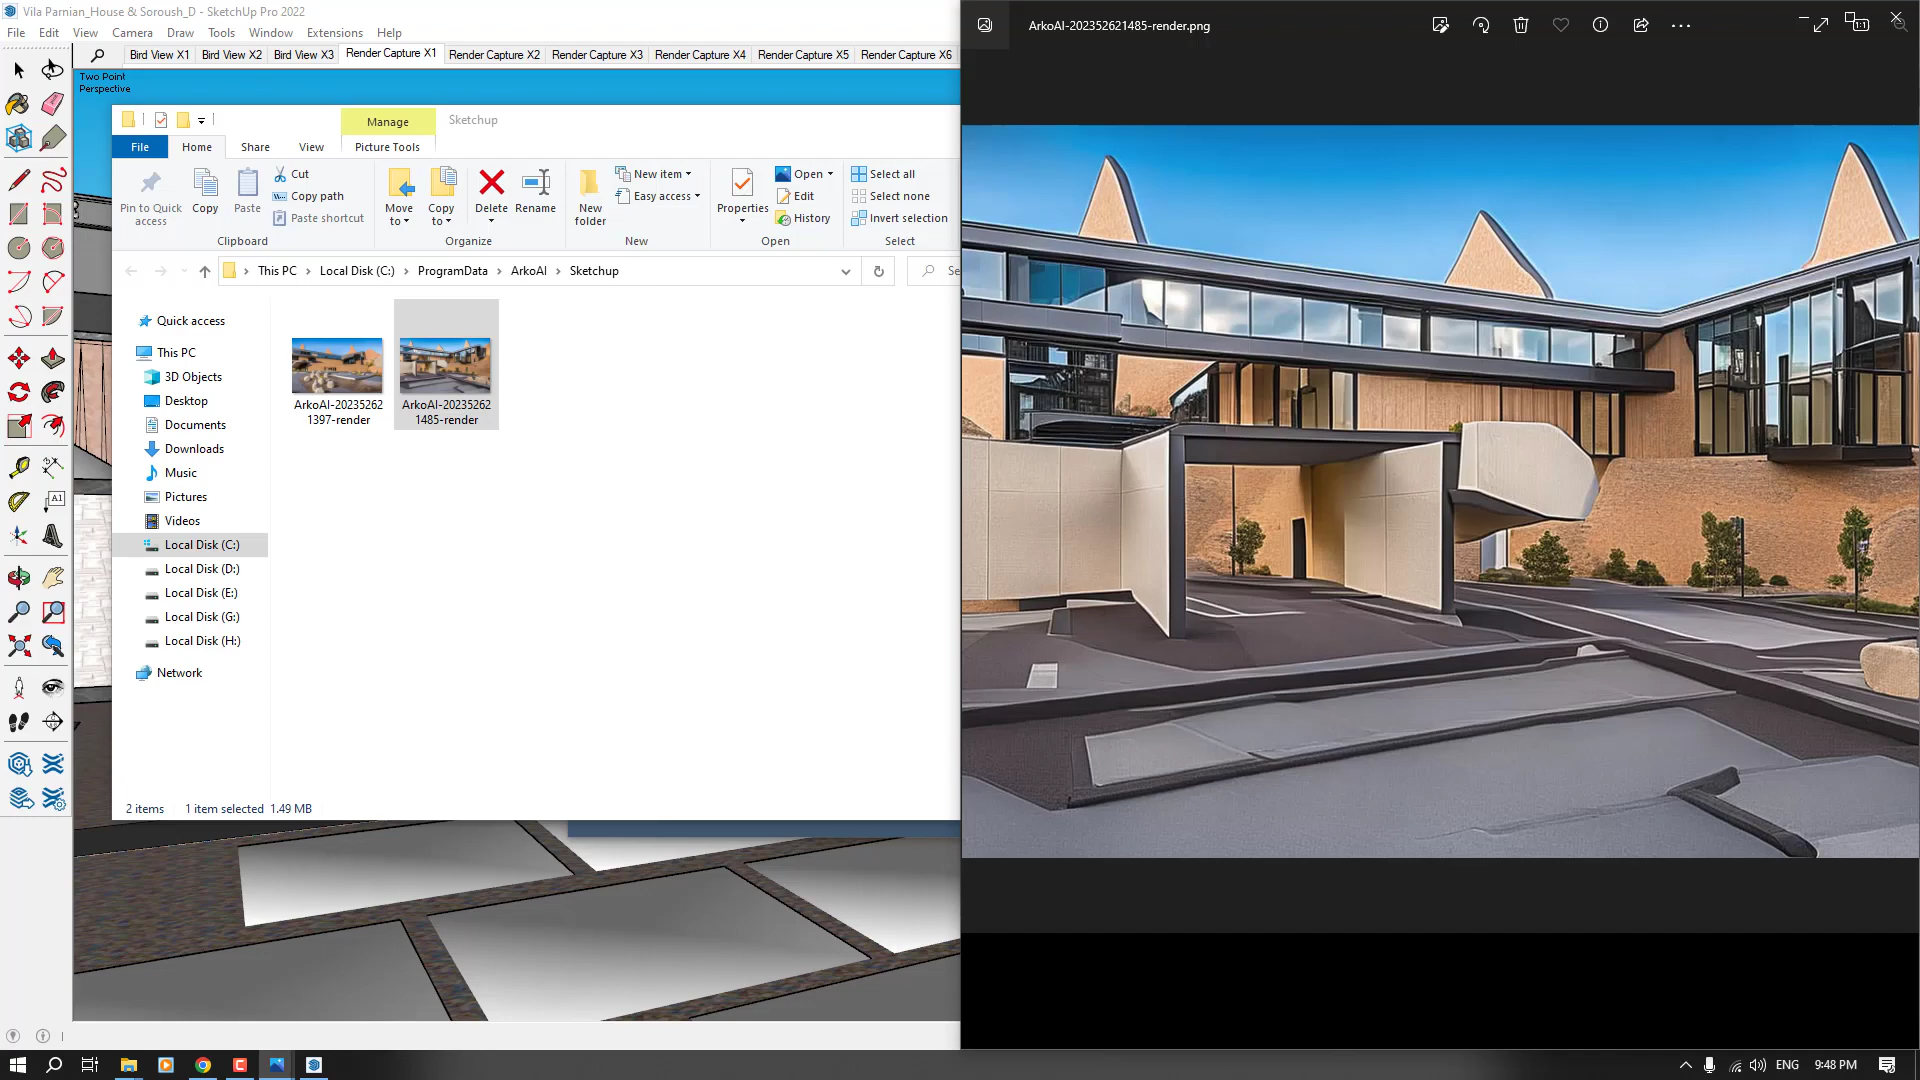 Vila Parnian_House & Soroush_D - SketchUp Pro 2022
File Edit View Camera Draw Tools Window Extensions Help
Bird View X1 Bird View X2 Bird View X3 Render Capture X1 Render Capture X2 Render Capture X3 Render Capture X4 Render Capture X5 Render Capture X6
Two Point
Perspective
Manage Sketchup
File Home Share View Picture Tools
Pin to Quick access
Copy
Paste
Cut
Copy path
Paste shortcut
Clipboard
Move to
Copy to
Delete
Rename
Organize
New folder
New item
Easy access
New
Properties
Open
Edit
History
Open
Select all
Select none
Invert selection
Select
This PC Local Disk (C:) ProgramData ArkoAI Sketchup
Se
Quick access
This PC
3D Objects
Desktop
Documents
Downloads
Music
Pictures
Videos
Local Disk (C:)
Local Disk (D:)
Local Disk (E:)
Local Disk (G:)
Local Disk (H:)
Network
ArkoAI-20235262
1397-render
ArkoAI-20235262
1485-render
2 items 1 item selected 1.49 MB
A1
ArkoAI-202352621485-render.png
1:1
ENG 9:48 PM